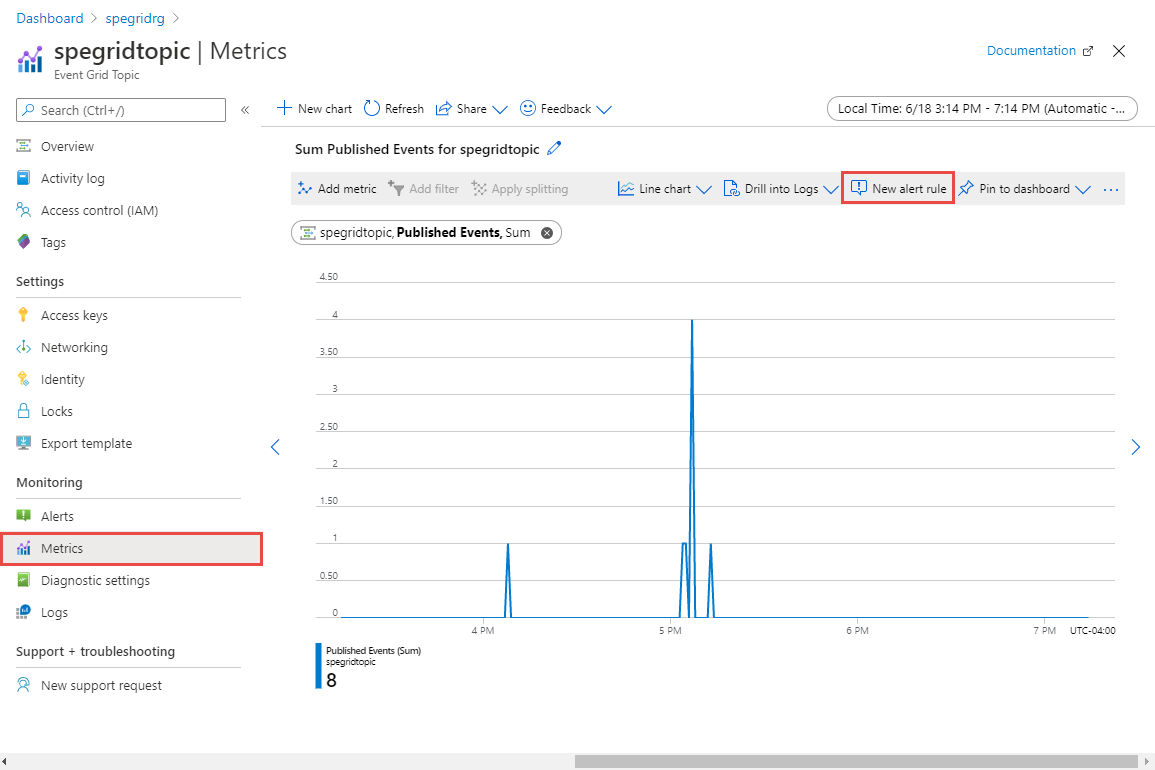 Dashboard > spegridrg >
spegridtopic | Metrics
Event Grid Topic
Documentation
Search (Ctrl+/)
«
New chart Refresh Share Feedback
Local Time: 6/18 3:14 PM - 7:14 PM (Automatic -...
Overview
Activity log
Access control (IAM)
Tags
Settings
Access keys
Networking
Identity
Locks
Export template
Monitoring
Alerts
Metrics
Diagnostic settings
Logs
Support + troubleshooting
New support request
Sum Published Events for spegridtopic
Add metric Add filter Apply splitting Line chart Drill into Logs New alert rule Pin to dashboard ...
spegridtopic, Published Events, Sum
4.50
4
3.50
3
2.50
2
1.50
1
0.50
0
4 PM 5 PM 6 PM 7 PM UTC-04:00
Published Events (Sum)
spegridtopic
8